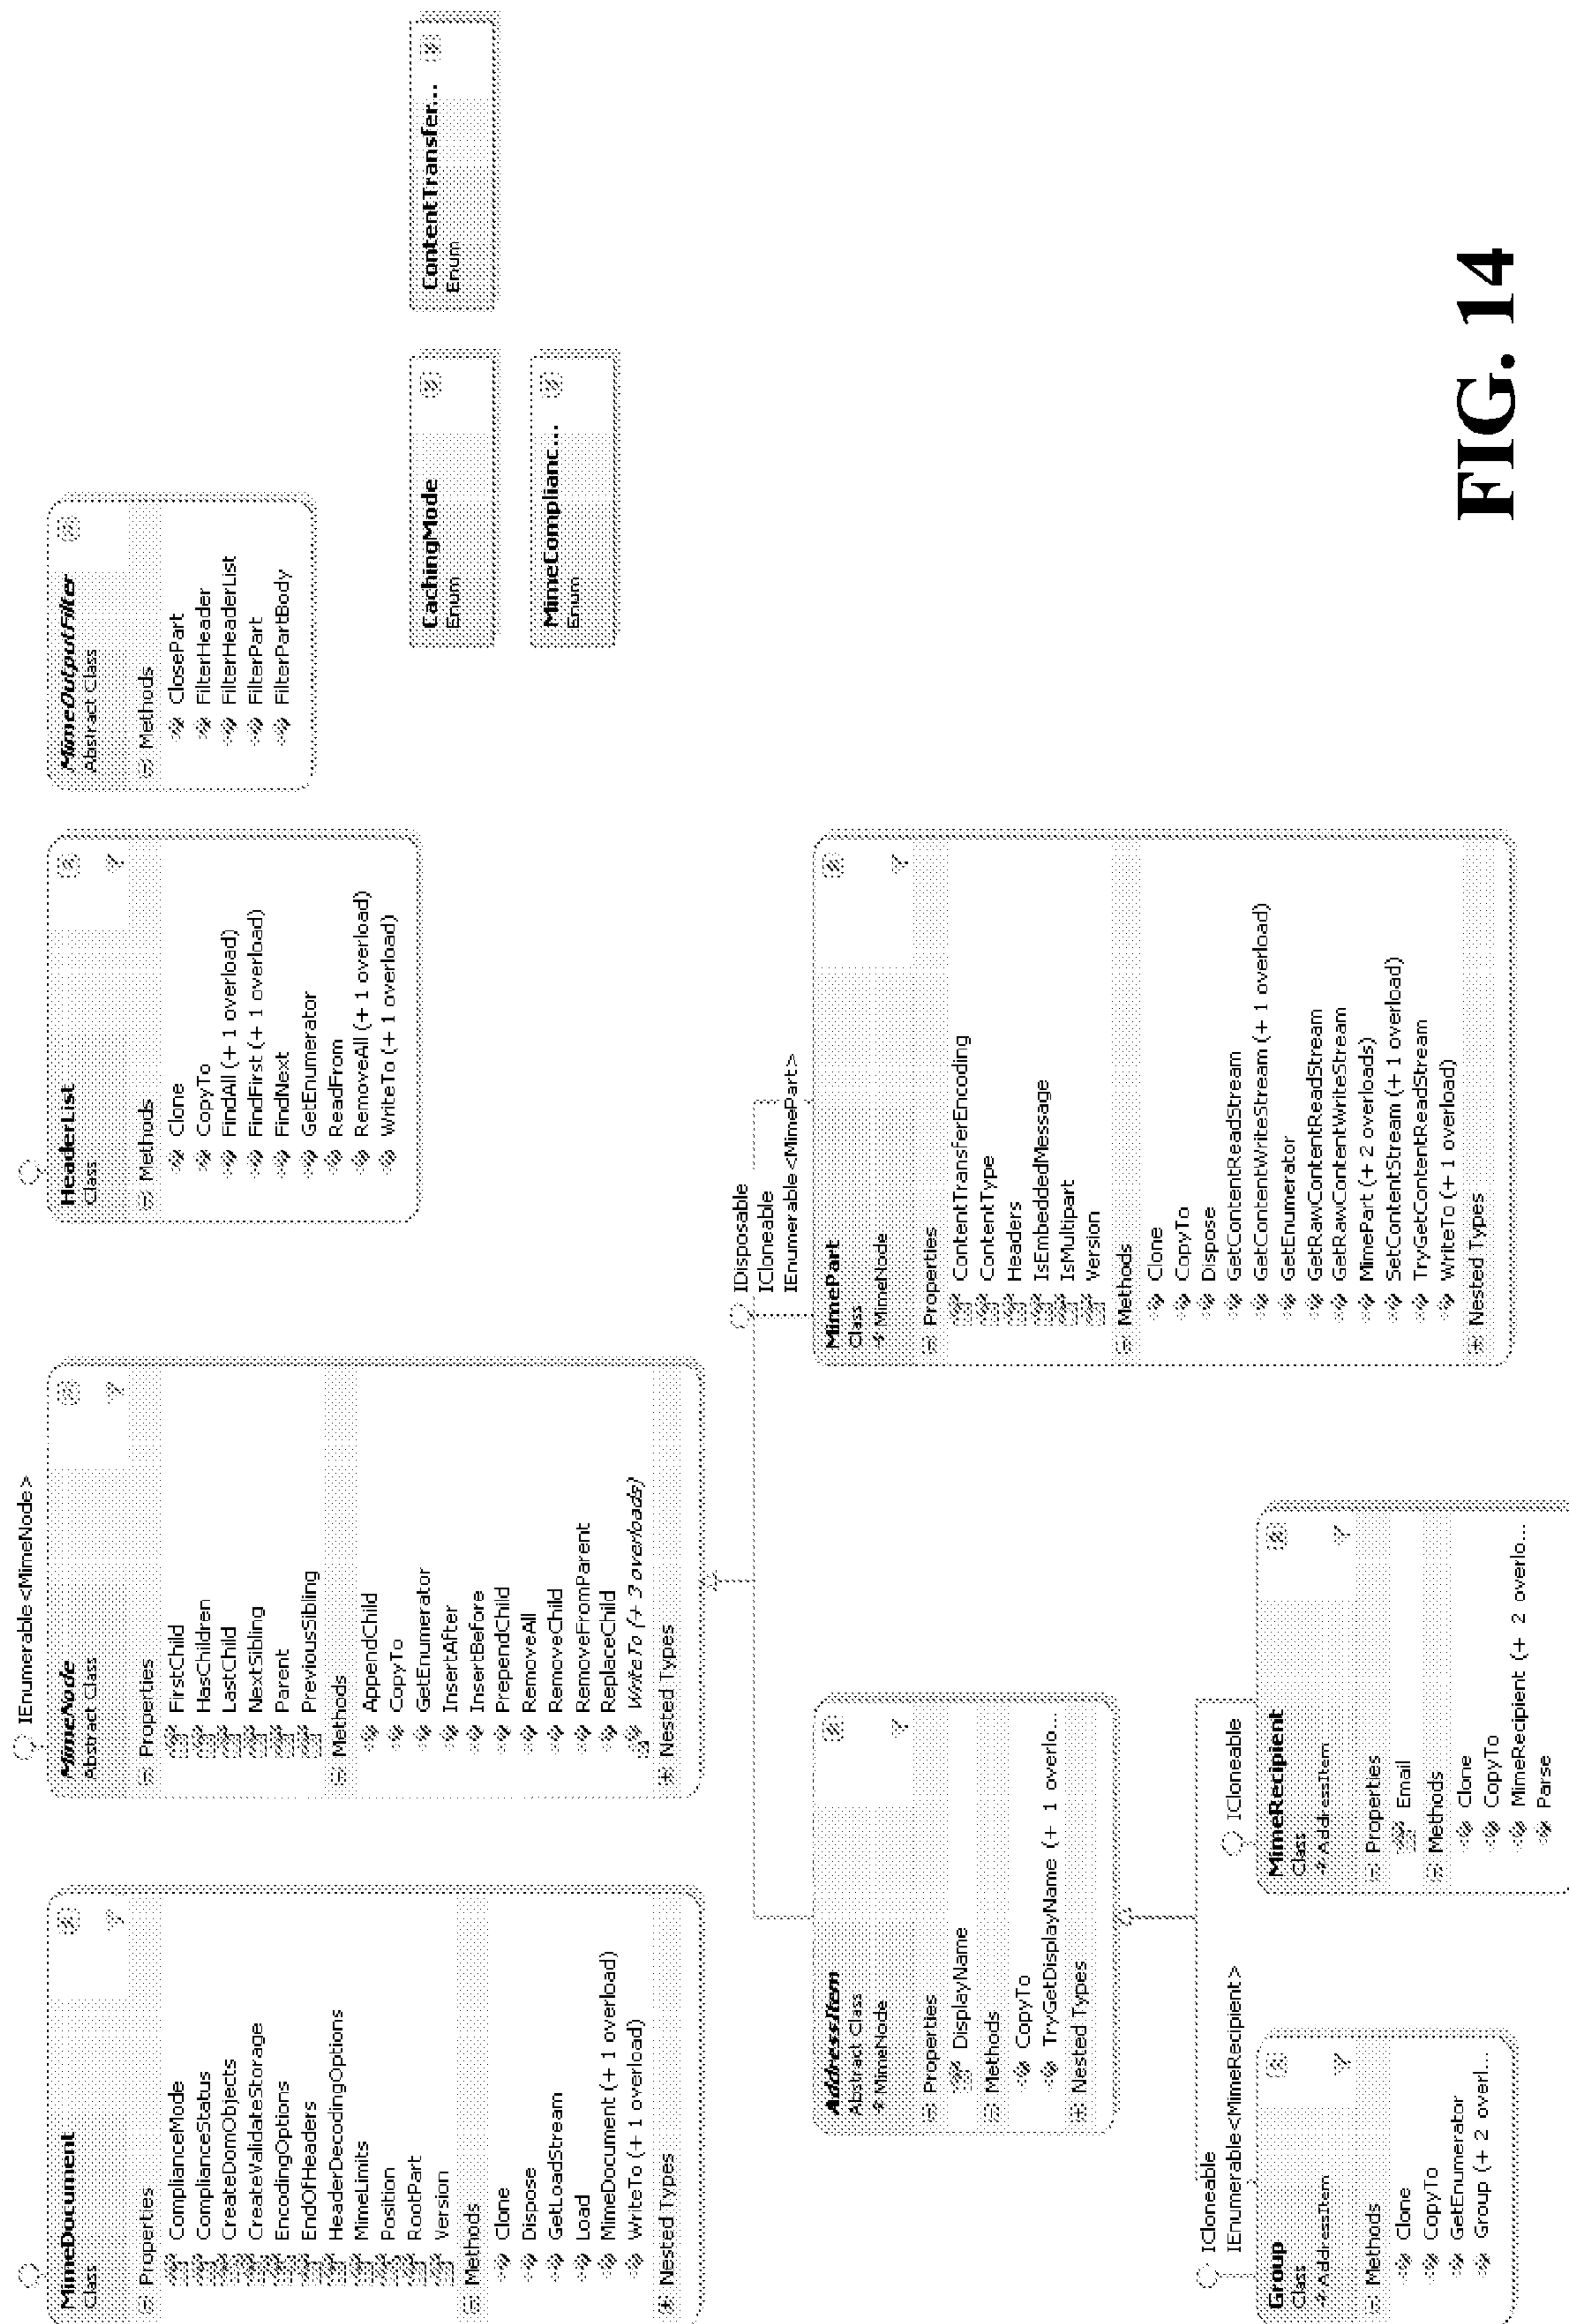 MimeDocument
Class
Properties
ComplianceMode
ComplianceStatus
CreateDomObjects
CreateValidateStorage
EncodingOptions
EndOfHeaders
HeaderDecodingOptions
MimeLimits
Position
RootPart
Version
Methods
Clone
Dispose
GetLoadStream
Load
MimeDocument (+ 1 overload)
WriteTo (+ 1 overload)
Nested Types
IEnumerable<MimeNode>
MimeNode
Abstract Class
Properties
FirstChild
HasChildren
LastChild
NextSibling
Parent
PreviousSibling
Methods
AppendChild
CopyTo
GetEnumerator
InsertAfter
InsertBefore
PrependChild
RemoveAll
RemoveChild
RemoveFromParent
ReplaceChild
WriteTo (+ 3 overloads)
Nested Types
HeaderList
Class
Methods
Clone
CopyTo
FindAll (+ 1 overload)
FindFirst (+ 1 overload)
FindNext
GetEnumerator
ReadFrom
RemoveAll (+ 1 overload)
WriteTo (+ 1 overload)
MimeOutputFilter
Abstract Class
Methods
ClosePart
FilterHeader
FilterHeaderList
FilterPart
FilterPartBody
CachingMode
Enum
ContentTransfer...
Enum
MimeComplianc...
Enum
AddressItem
Abstract Class
MimeNode
Properties
DisplayName
Methods
CopyTo
TryGetDisplayName (+ 1 overlo...
Nested Types
IDisposable
ICloneable
IEnumerable<MimePart>
MimePart
Class
MimeNode
Properties
ContentTransferEncoding
ContentType
Headers
IsEmbeddedMessage
IsMultipart
Version
Methods
Clone
CopyTo
Dispose
GetContentReadStream
GetContentWriteStream (+ 1 overload)
GetEnumerator
GetRawContentReadStream
GetRawContentWriteStream
MimePart (+ 2 overloads)
SetContentStream (+ 1 overload)
TryGetContentReadStream
WriteTo (+ 1 overload)
Nested Types
ICloneable
IEnumerable<MimeRecipient>
Group
Class
AddressItem
Methods
Clone
CopyTo
GetEnumerator
Group (+ 2 overl...
ICloneable
MimeRecipient
Class
AddressItem
Properties
Email
Methods
Clone
CopyTo
MimeRecipient (+ 2 overlo...
Parse
FIG. 14